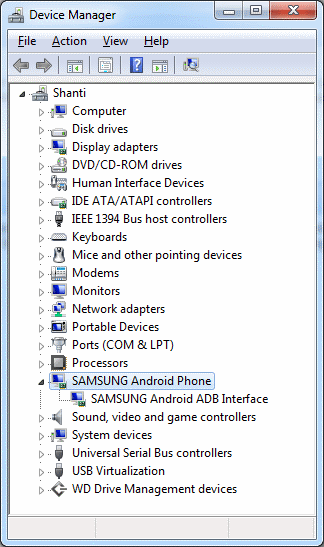 Device Manager
File Action View Help
Shanti
Computer
Disk drives
Display adapters
DVD/CD-ROM drives
Human Interface Devices
IDE ATA/ATAPI controllers
IEEE 1394 Bus host controllers
Keyboards
Mice and other pointing devices
Modems
Monitors
Network adapters
Portable Devices
Ports (COM & LPT)
Processors
SAMSUNG Android Phone
SAMSUNG Android ADB Interface
Sound, video and game controllers
System devices
Universal Serial Bus controllers
USB Virtualization
WD Drive Management devices